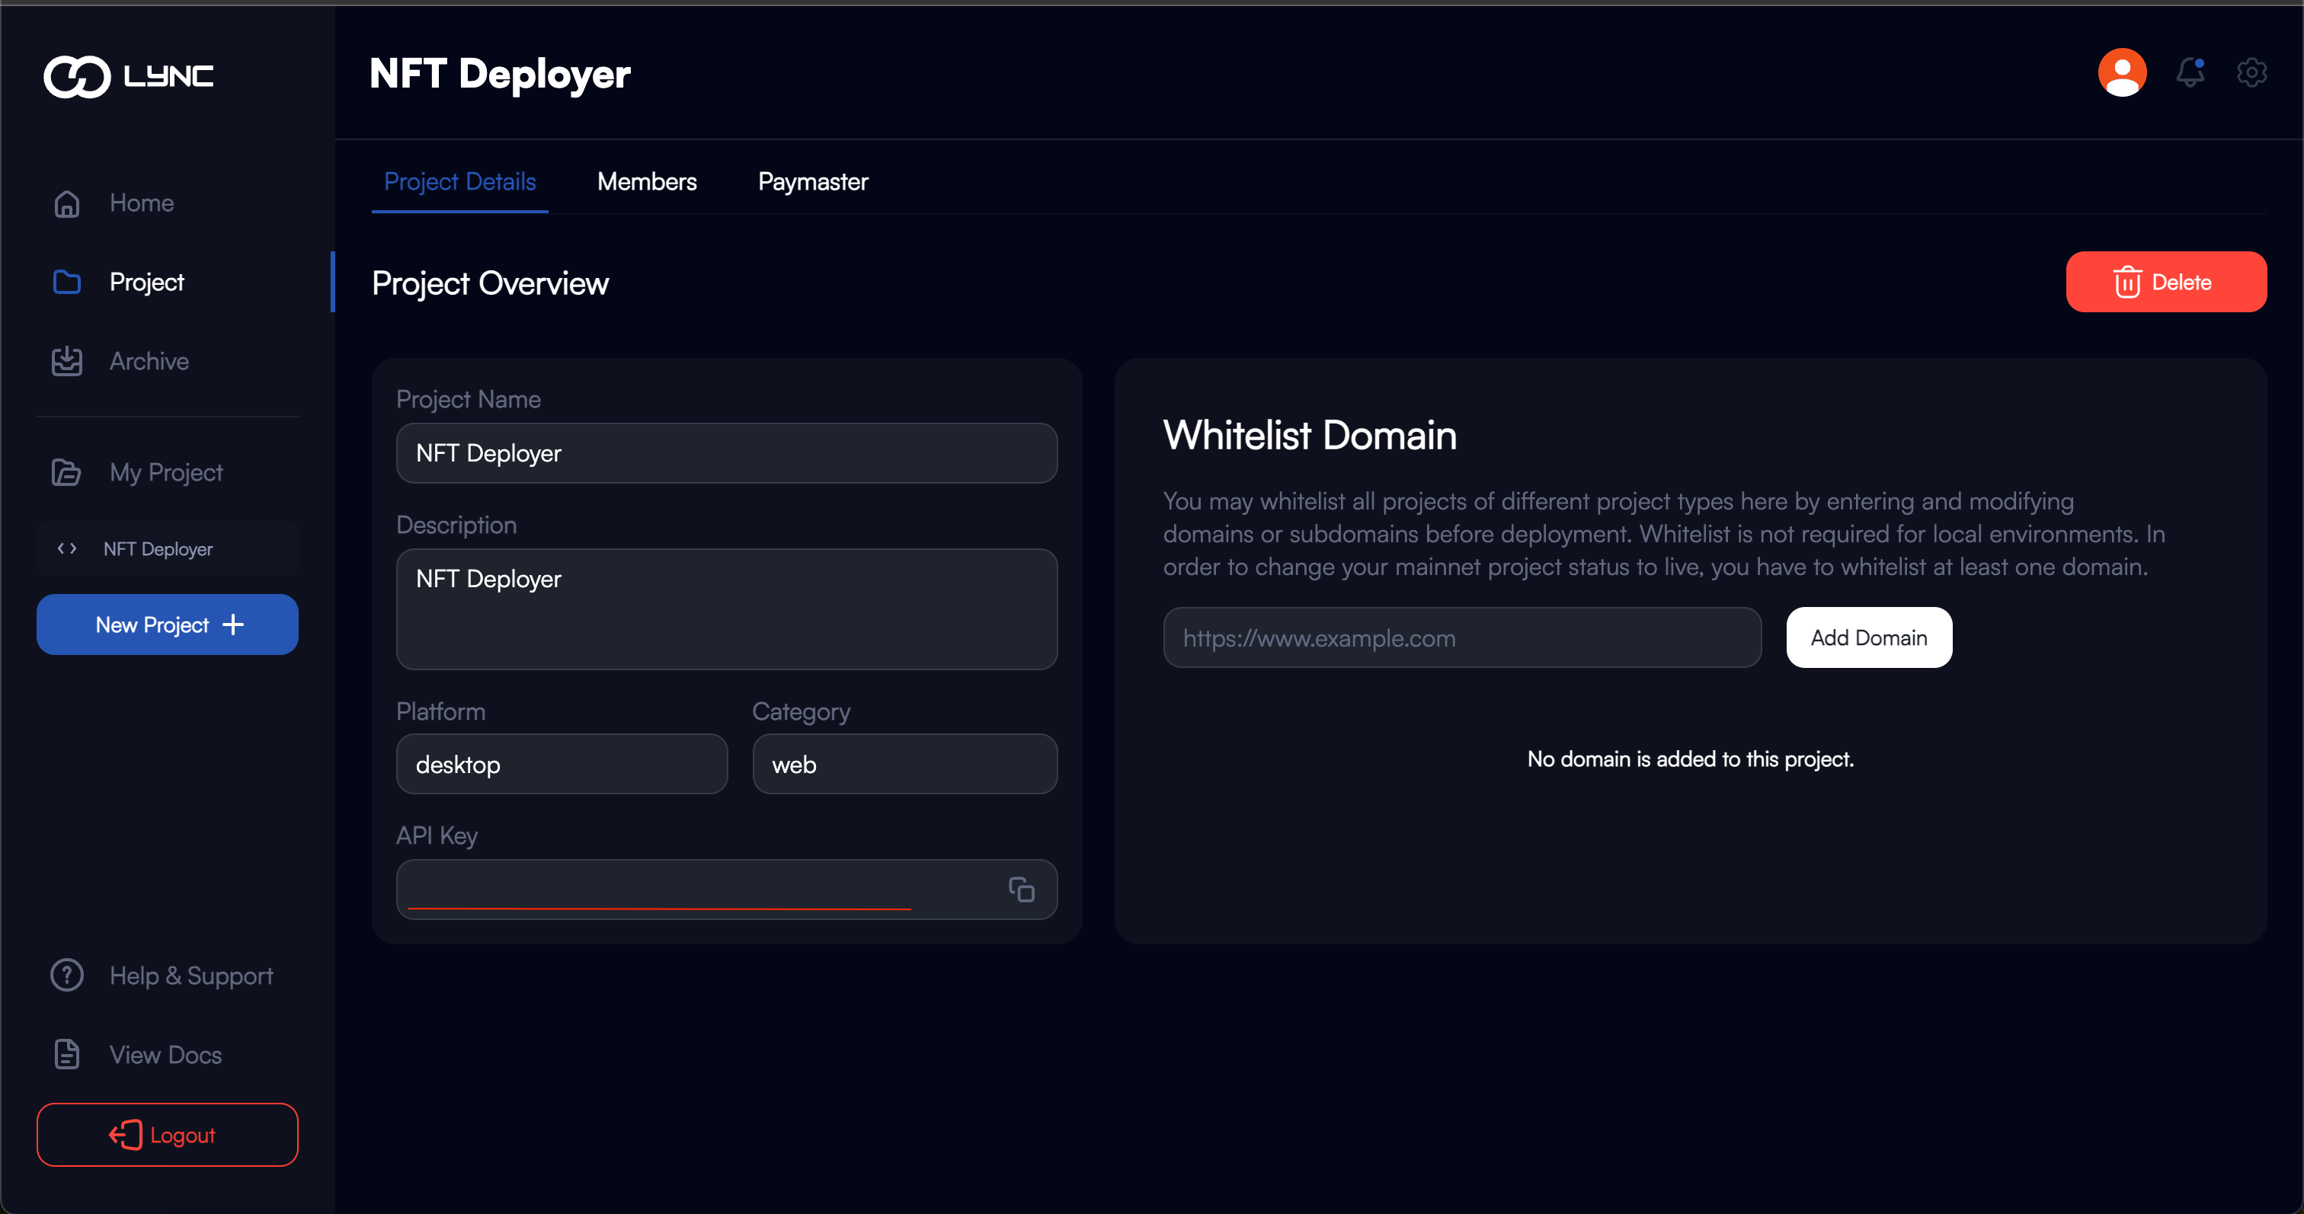 LYNC
NFT Deployer
Home
Project
Archive
My Project
NFT Deployer
New Project
Help & Support
View Docs
Logout
Project Details
Members
Paymaster
Project Overview
Delete
Project Name
NFT Deployer
Description
NFT Deployer
Platform
desktop
Category
web
API Key
Whitelist Domain
You may whitelist all projects of different project types here by entering and modifying
domains or subdomains before deployment. Whitelist is not required for local environments. In
order to change your mainnet project status to live, you have to whitelist at least one domain.
https://www.example.com
Add Domain
No domain is added to this project.